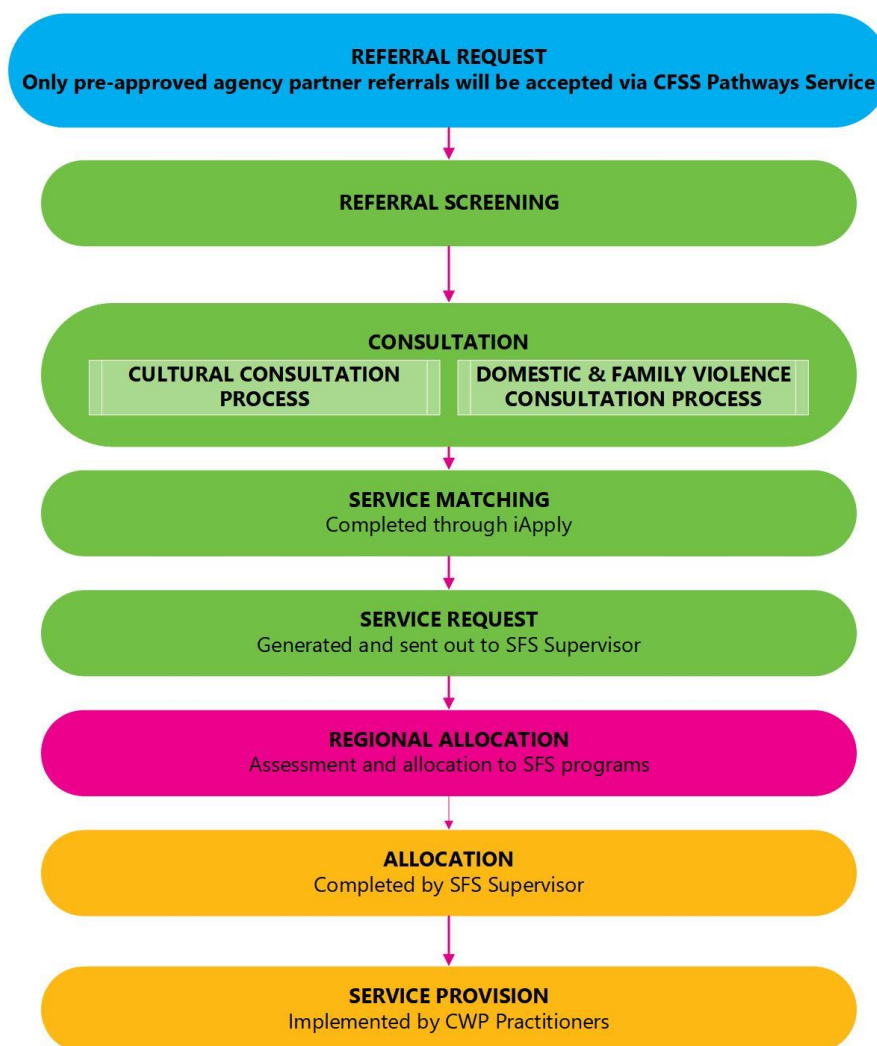 REFERRAL REQUEST
Only pre-approved agency partner referrals will be accepted via CFSS Pathways Service
REFERRAL SCREENING
CONSULTATION
CULTURAL CONSULTATION
PROCESS
DOMESTIC & FAMILY VIOLENCE
CONSULTATION PROCESS
SERVICE MATCHING
Completed through iApply
SERVICE REQUEST
Generated and sent out to SFS Supervisor
REGIONAL ALLOCATION
Assessment and allocation to SFS programs
ALLOCATION
Completed by SFS Supervisor
SERVICE PROVISION
Implemented by CWP Practitioners